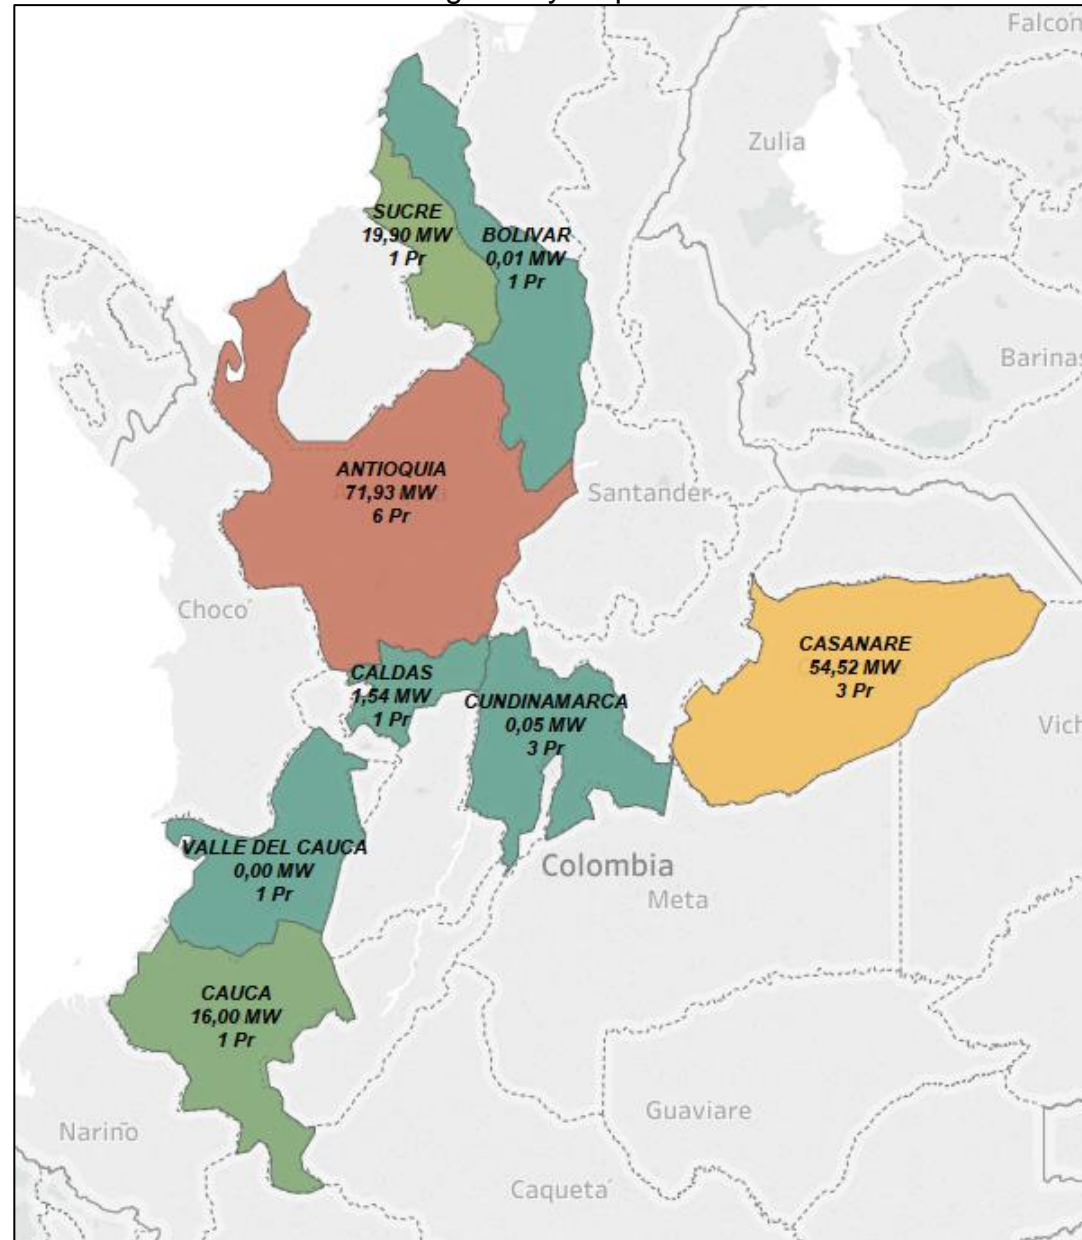 Falcón
Zulia
SUCRE
19,90 MW
1 Pr
BOLIVAR
0,01 MW
1 Pr
Barinas
ANTIOQUIA
71,93 MW
6 Pr
Santander
Choco
CASANARE
54,52 MW
3 Pr
CALDAS
1,54 MW
1 Pr
CUNDINAMARCA
0,05 MW
3 Pr
Vich
VALLE DEL CAUCA
0,00 MW
1 Pr
Colombia
Meta
CAUCA
16,00 MW
1 Pr
Guaviare
Nariño
Caqueta